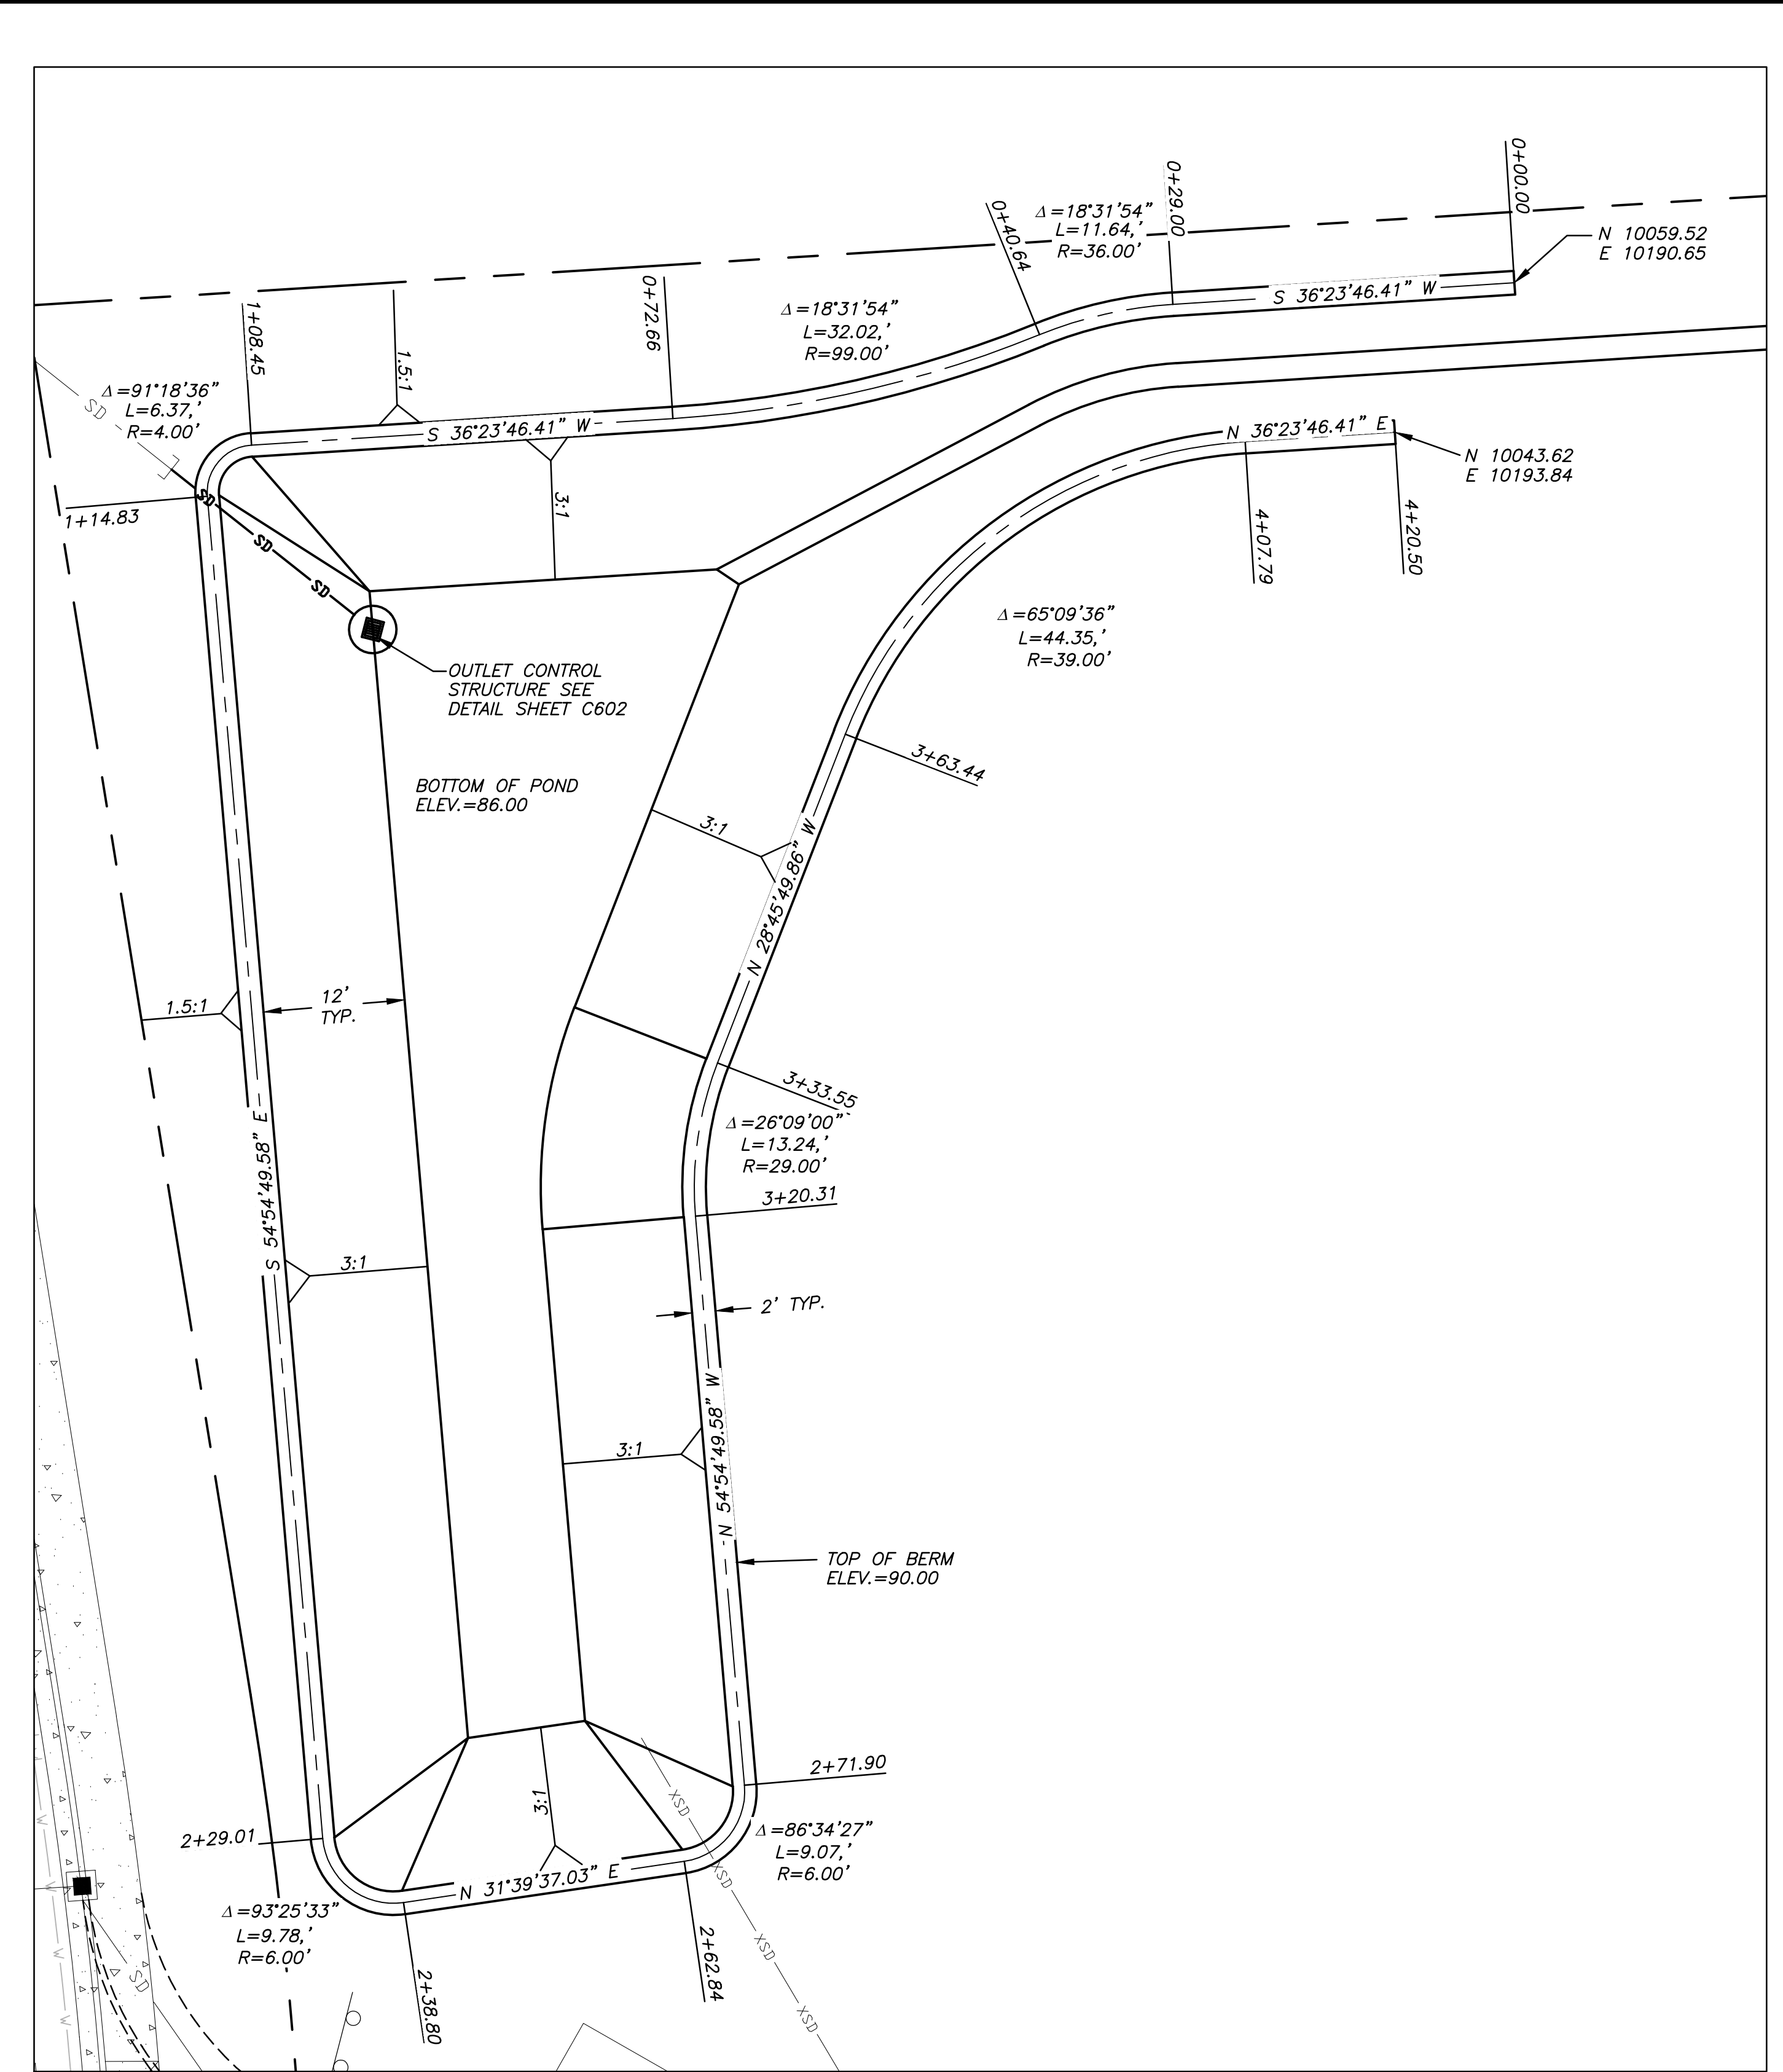 0+00.00
N 10059.52
E 10190.65
0+29.00
Δ=18°31'54"
L=11.64,'
R=36.00'
0+40.64
S 36°23'46.41" W
0+72.66
Δ=18°31'54"
L=32.02,'
R=99.00'
1+08.45
1.5:1
Δ=91°18'36"
L=6.37,'
R=4.00'
SD
S 36°23'46.41" W
N 36°23'46.41" E
N 10043.62
E 10193.84
1+14.83
SD
SD
SD
3:1
4+07.79
4+20.50
Δ=65°09'36"
L=44.35,'
R=39.00'
OUTLET CONTROL
STRUCTURE SEE
DETAIL SHEET C602
3+63.44
BOTTOM OF POND
ELEV.=86.00
3:1
N 28°45'49.86" W
1.5:1
12'
TYP.
3+33.55
Δ=26°09'00"
L=13.24,'
R=29.00'
3+20.31
S 54°54'49.58" E
3:1
2' TYP.
N 54°54'49.58" W
3:1
TOP OF BERM
ELEV.=90.00
2+71.90
3:1
XSD
2+29.01
Δ=86°34'27"
L=9.07,'
R=6.00'
N 31°39'37.03" E
XSD
Δ=93°25'33"
L=9.78,'
R=6.00'
2+38.80
2+62.84
XSD
XSD
SD
W
W
W
W
W